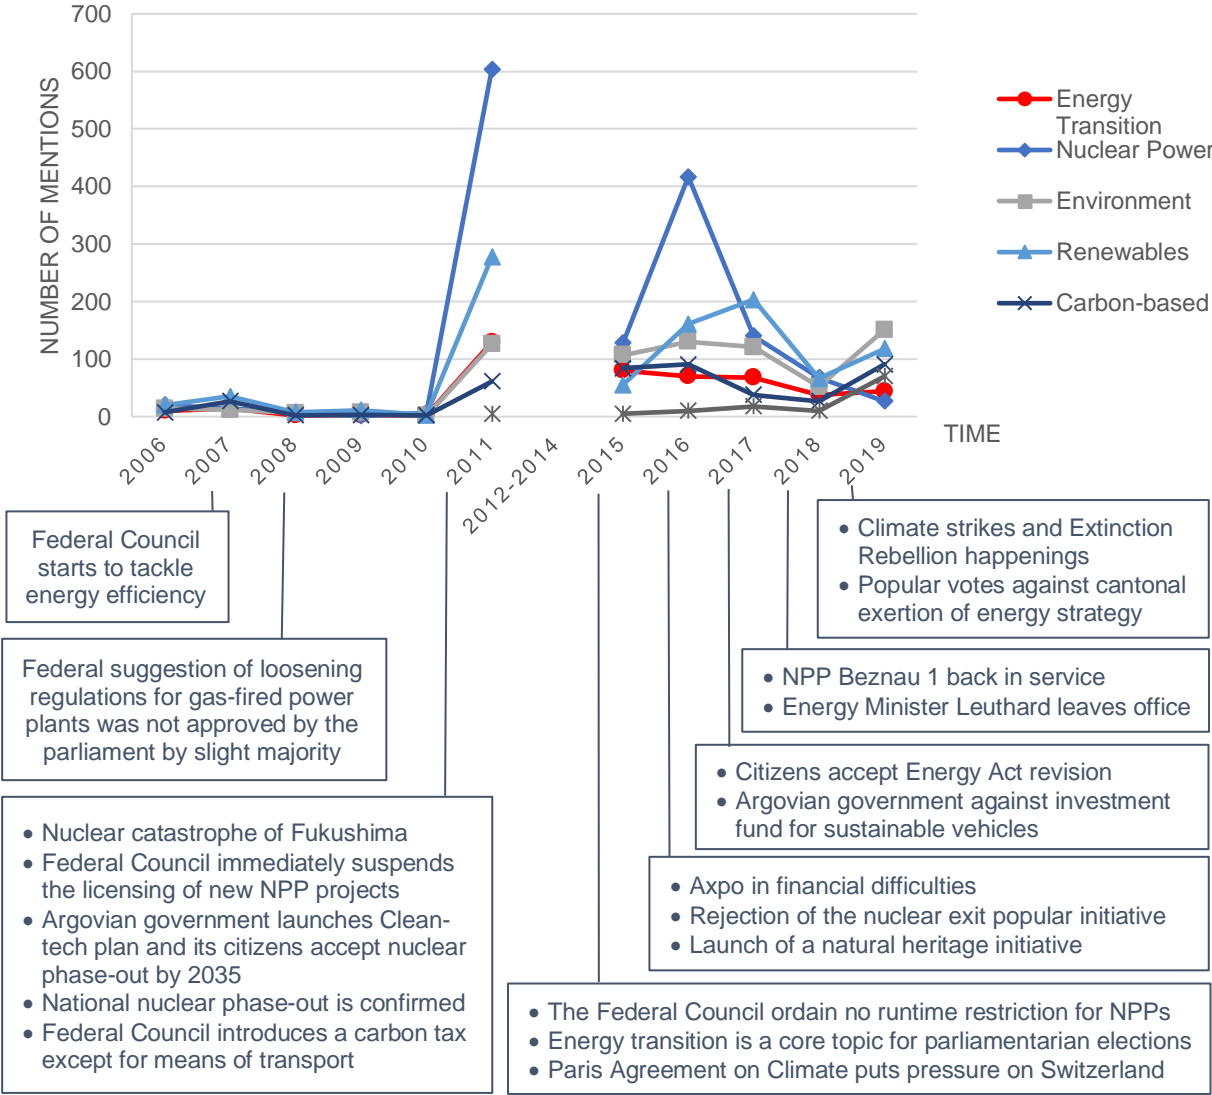 700
600
500
400
300
200
100
0
NUMBER OF MENTIONS
2006
2007
2008
2009
2010
2011
2012-2014
2015
2016
2017
2018
2019
TIME
Energy
Transition
Nuclear Power
Environment
Renewables
Carbon-based
Federal Council
starts to tackle
energy efficiency
Federal suggestion of loosening
regulations for gas-fired power
plants was not approved by the
parliament by slight majority
• Nuclear catastrophe of Fukushima
• Federal Council immediately suspends
the licensing of new NPP projects
• Argovian government launches Clean-
tech plan and its citizens accept nuclear
phase-out by 2035
• National nuclear phase-out is confirmed
• Federal Council introduces a carbon tax
except for means of transport
• Climate strikes and Extinction
Rebellion happenings
• Popular votes against cantonal
exertion of energy strategy
• NPP Beznau 1 back in service
• Energy Minister Leuthard leaves office
• Citizens accept Energy Act revision
• Argovian government against investment
fund for sustainable vehicles
• Axpo in financial difficulties
• Rejection of the nuclear exit popular initiative
• Launch of a natural heritage initiative
• The Federal Council ordain no runtime restriction for NPPs
• Energy transition is a core topic for parliamentarian elections
• Paris Agreement on Climate puts pressure on Switzerland